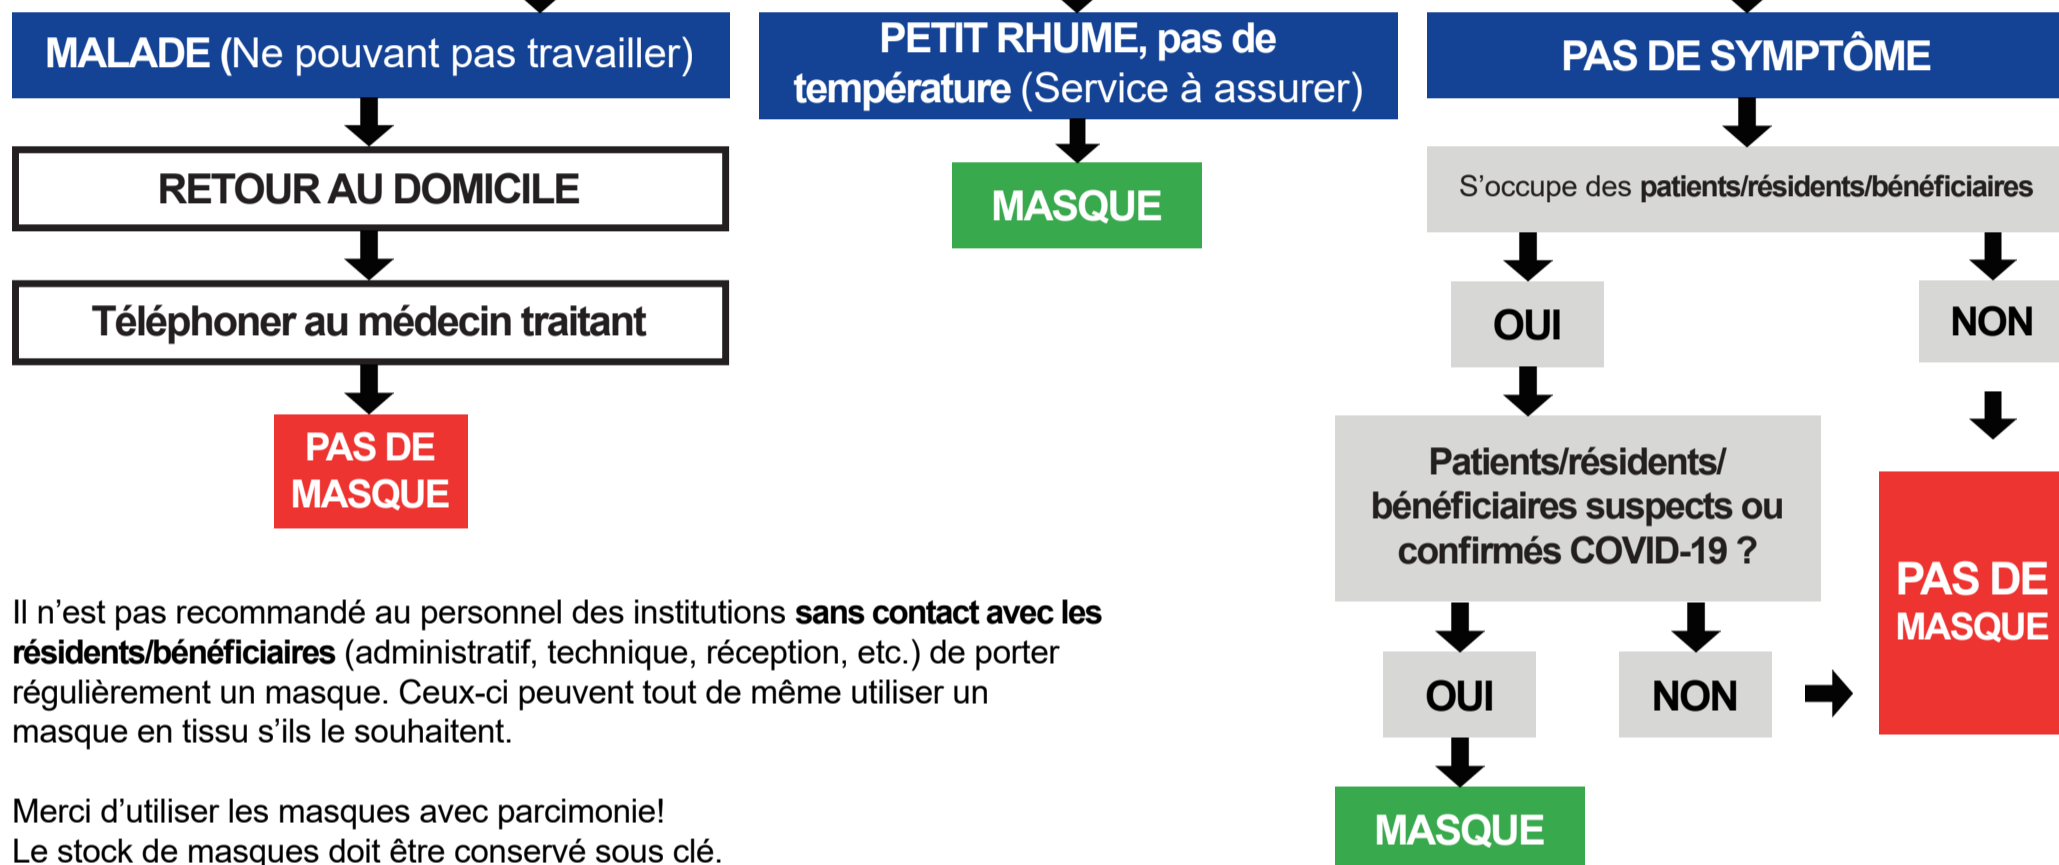 MALADE (Ne pouvant pas travailler)
RETOUR AU DOMICILE
Téléphoner au médecin traitant
PAS DE
MASQUE
PETIT RHUME, pas de
température (Service à assurer)
MASQUE
PAS DE SYMPTÔME
S’occupe des patients/résidents/bénéficiaires
OUI
NON
Patients/résidents/
bénéficiaires suspects ou
confirmés COVID-19 ?
OUI
NON
PAS DE
MASQUE
MASQUE
Il n’est pas recommandé au personnel des institutions sans contact avec les
résidents/bénéficiaires (administratif, technique, réception, etc.) de porter
régulièrement un masque. Ceux-ci peuvent tout de même utiliser un
masque en tissu s’ils le souhaitent.
Merci d’utiliser les masques avec parcimonie!
Le stock de masques doit être conservé sous clé.